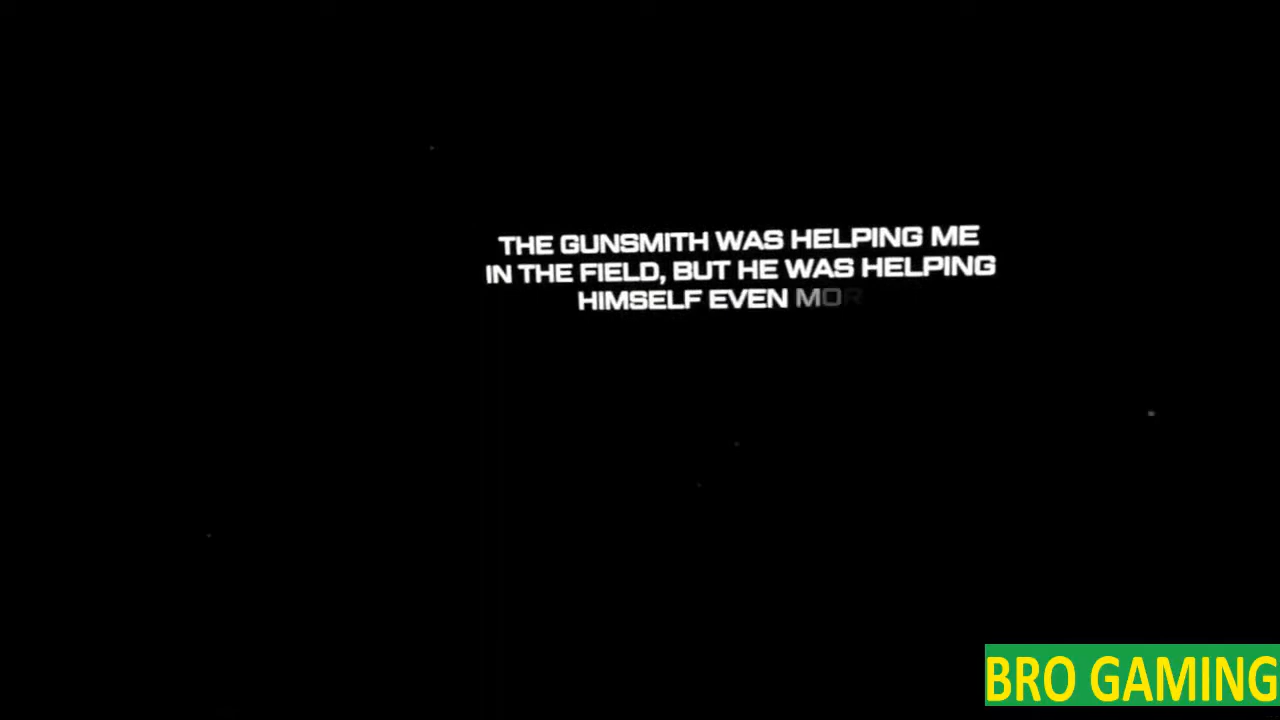 THE GUNSMITH WAS HELPING ME
IN THE FIELD, BUT HE WAS HELPING
HIMSELF EVEN MOR
BRO GAMING